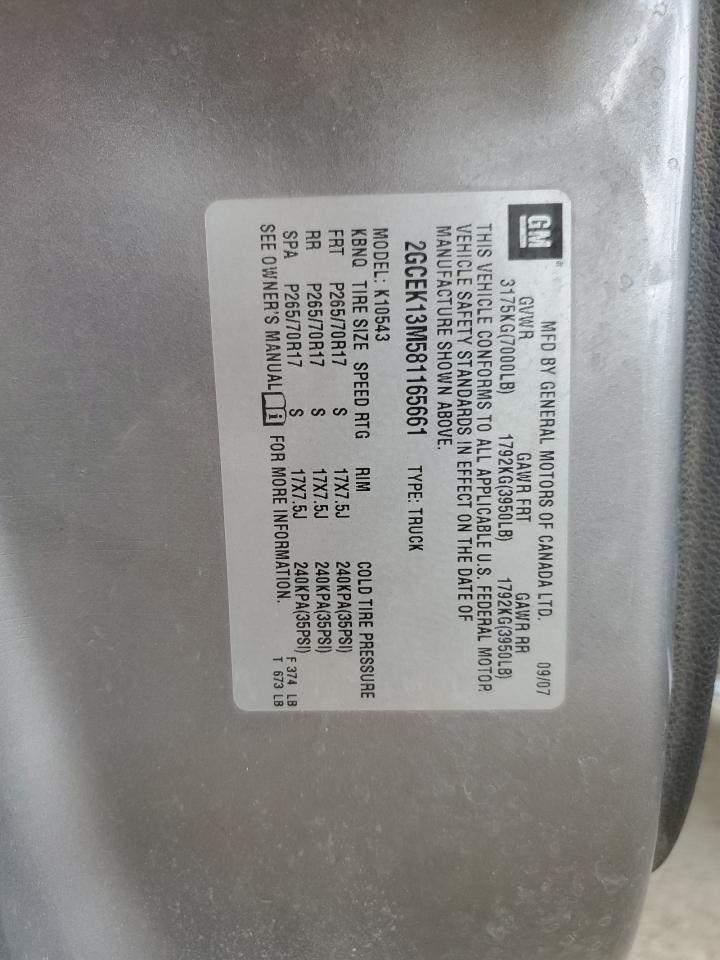 GM
MFD BY GENERAL MOTORS OF CANADA LTD. 09/07
GVWR GAWR FRT GAWR RR
3175KG(7000LB) 1792KG(3950LB) 1792KG(3950LB)
THIS VEHICLE CONFORMS TO ALL APPLICABLE U.S. FEDERAL MOTOR
VEHICLE SAFETY STANDARDS IN EFFECT ON THE DATE OF
MANUFACTURE SHOWN ABOVE.
2GCEK13M581165661 TYPE: TRUCK
MODEL: K10543
KBNQ TIRE SIZE SPEED RTG RIM COLD TIRE PRESSURE
FRT P265/70R17 S 17X7.5J 240KPA(35PSI)
RR P265/70R17 S 17X7.5J 240KPA(35PSI)
SPA P265/70R17 S 17X7.5J 240KPA(35PSI) F 374 LB
SEE OWNER'S MANUAL FOR MORE INFORMATION. T 673 LB